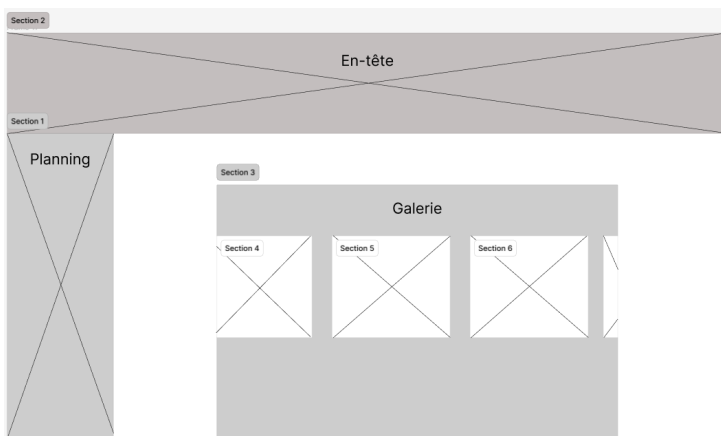 Section 2
En-tête
Section 1
Planning
Section 3
Galerie
Section 4
Section 5
Section 6